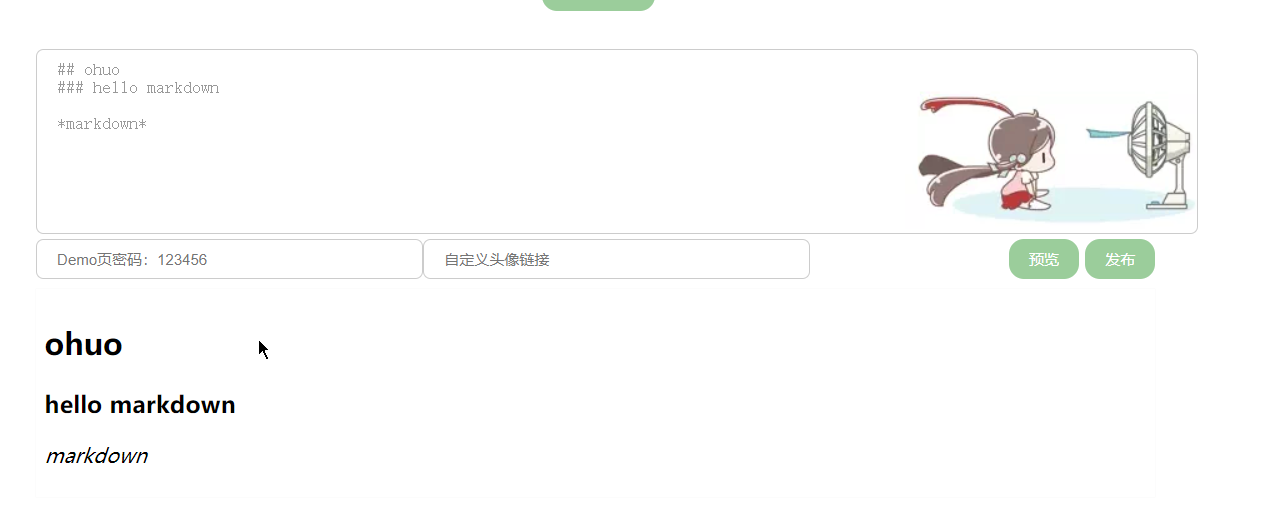 ## ohuo
### hello markdown
*markdown*
Demo页密码：123456
自定义头像链接
预览
发布
ohuo
hello markdown
markdown